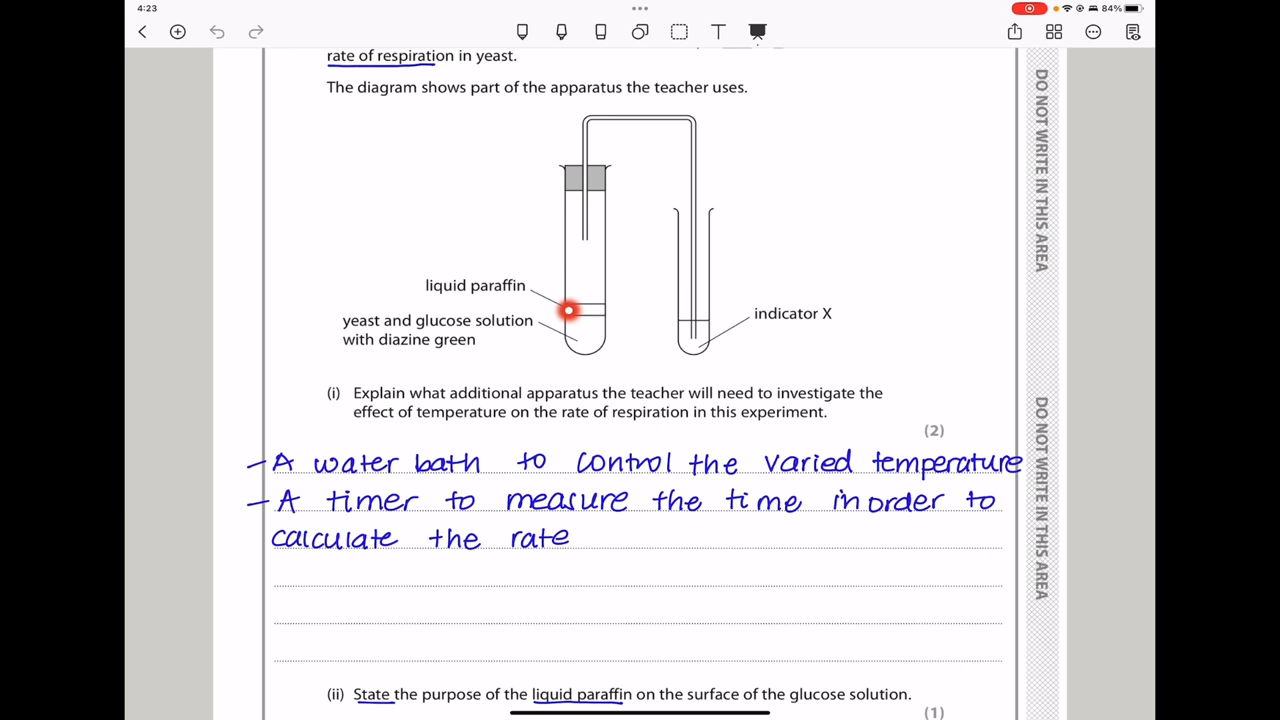 4:23
84%
rate of respiration in yeast.
The diagram shows part of the apparatus the teacher uses.
liquid paraffin
yeast and glucose solution
with diazine green
indicator X
(i) Explain what additional apparatus the teacher will need to investigate the
effect of temperature on the rate of respiration in this experiment.
(2)
- A water bath to control the varied temperature
- A timer to measure the time inorder to
calculate the rate
(ii) State the purpose of the liquid paraffin on the surface of the glucose solution.
(1)
DO NOT WRITE IN THIS AREA
DO NOT WRITE IN THIS AREA